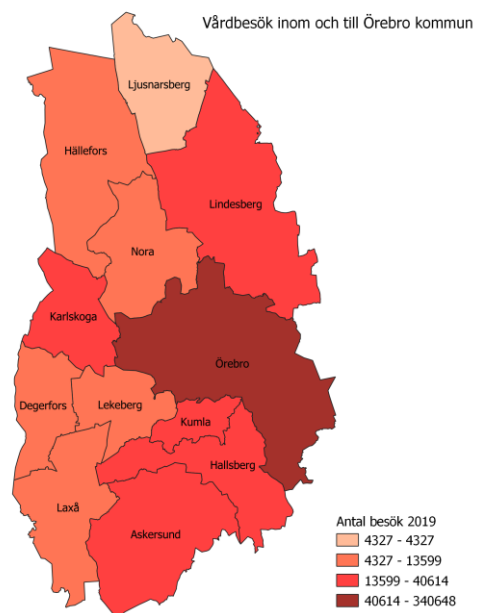 Vårdbesök inom och till Örebro kommun
Ljusnarsberg
Hällefors
Lindesberg
Nora
Karlskoga
Örebro
Degerfors
Lekeberg
Kumla
Hallsberg
Laxå
Askersund
Antal besök 2019
4327 - 4327
4327 - 13599
13599 - 40614
40614 - 340648